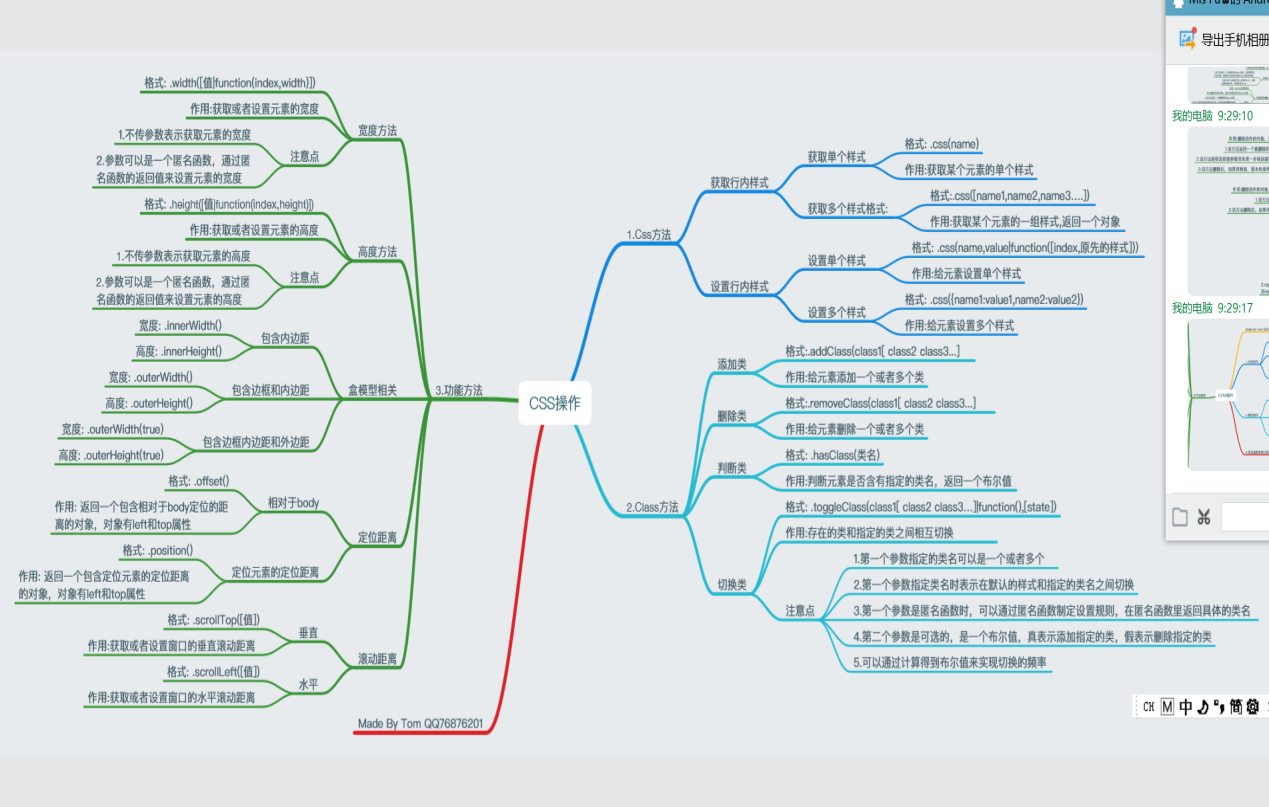 导出手机相册
我的电脑 9:29:10
我的电脑 9:29:17
格式: .width([值|function(index,width)])
作用:获取或者设置元素的宽度
1.不传参数表示获取元素的宽度
2.参数可以是一个匿名函数，通过匿
名函数的返回值来设置元素的宽度
注意点
宽度方法
格式: .height([值|function(index,height)])
作用:获取或者设置元素的高度
1.不传参数表示获取元素的高度
2.参数可以是一个匿名函数，通过匿
名函数的返回值来设置元素的高度
注意点
高度方法
宽度: .innerWidth()
高度: .innerHeight()
包含内边距
宽度: .outerWidth()
高度: .outerHeight()
包含边框和内边距
宽度: .outerWidth(true)
高度: .outerHeight(true)
包含边框内边距和外边距
盒模型相关
3.功能方法
格式: .offset()
作用: 返回一个包含相对于body定位的距
离的对象，对象有left和top属性
相对于body
格式: .position()
作用: 返回一个包含定位元素的定位距离
的对象，对象有left和top属性
定位元素的定位距离
定位距离
格式: .scrollTop([值])
作用:获取或者设置窗口的垂直滚动距离
垂直
格式: .scrollLeft([值])
作用:获取或者设置窗口的水平滚动距离
水平
滚动距离
Made By Tom QQ76876201
CSS操作
1.Css方法
获取行内样式
获取单个样式
格式: .css(name)
作用:获取某个元素的单个样式
获取多个样式格式:
格式:.css([name1,name2,name3....])
作用:获取某个元素的一组样式,返回一个对象
设置行内样式
设置单个样式
格式: .css(name,value|function([index,原先的样式]))
作用:给元素设置单个样式
设置多个样式
格式: .css({name1:value1,name2:value2})
作用:给元素设置多个样式
2.Class方法
添加类
格式:.addClass(class1[ class2 class3...]
作用:给元素添加一个或者多个类
删除类
格式:.removeClass(class1[ class2 class3...]
作用:给元素删除一个或者多个类
判断类
格式: .hasClass(类名)
作用:判断元素是否含有指定的类名，返回一个布尔值
切换类
格式: .toggleClass(class1[ class2 class3...]|function(),[state])
作用:存在的类和指定的类之间相互切换
注意点
1.第一个参数指定的类名可以是一个或者多个
2.第一个参数指定类名时表示在默认的样式和指定的类名之间切换
3.第一个参数是匿名函数时，可以通过匿名函数制定设置规则，在匿名函数里返回具体的类名
4.第二个参数是可选的，是一个布尔值，真表示添加指定的类，假表示删除指定的类
5.可以通过计算得到布尔值来实现切换的频率
CH M 中 简